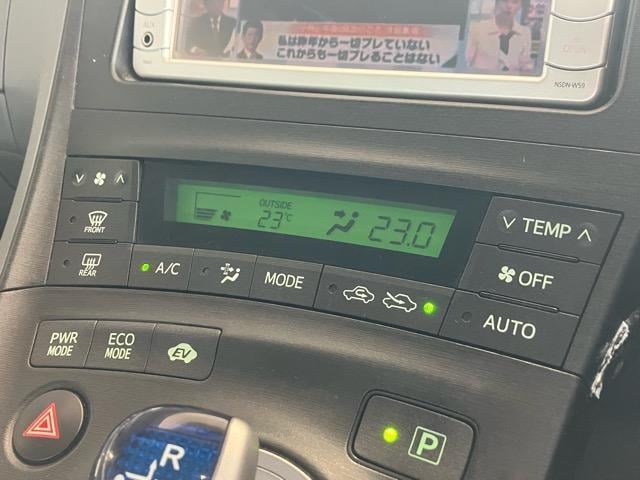 AUX
私は昨年から一切ブレていない
これからも一切ブレることはない
OPEN
NSDN-W59
OUTSIDE
23℃
23.0
TEMP
FRONT
REAR
A/C
MODE
OFF
AUTO
PWR MODE
ECO MODE
EV
R
P